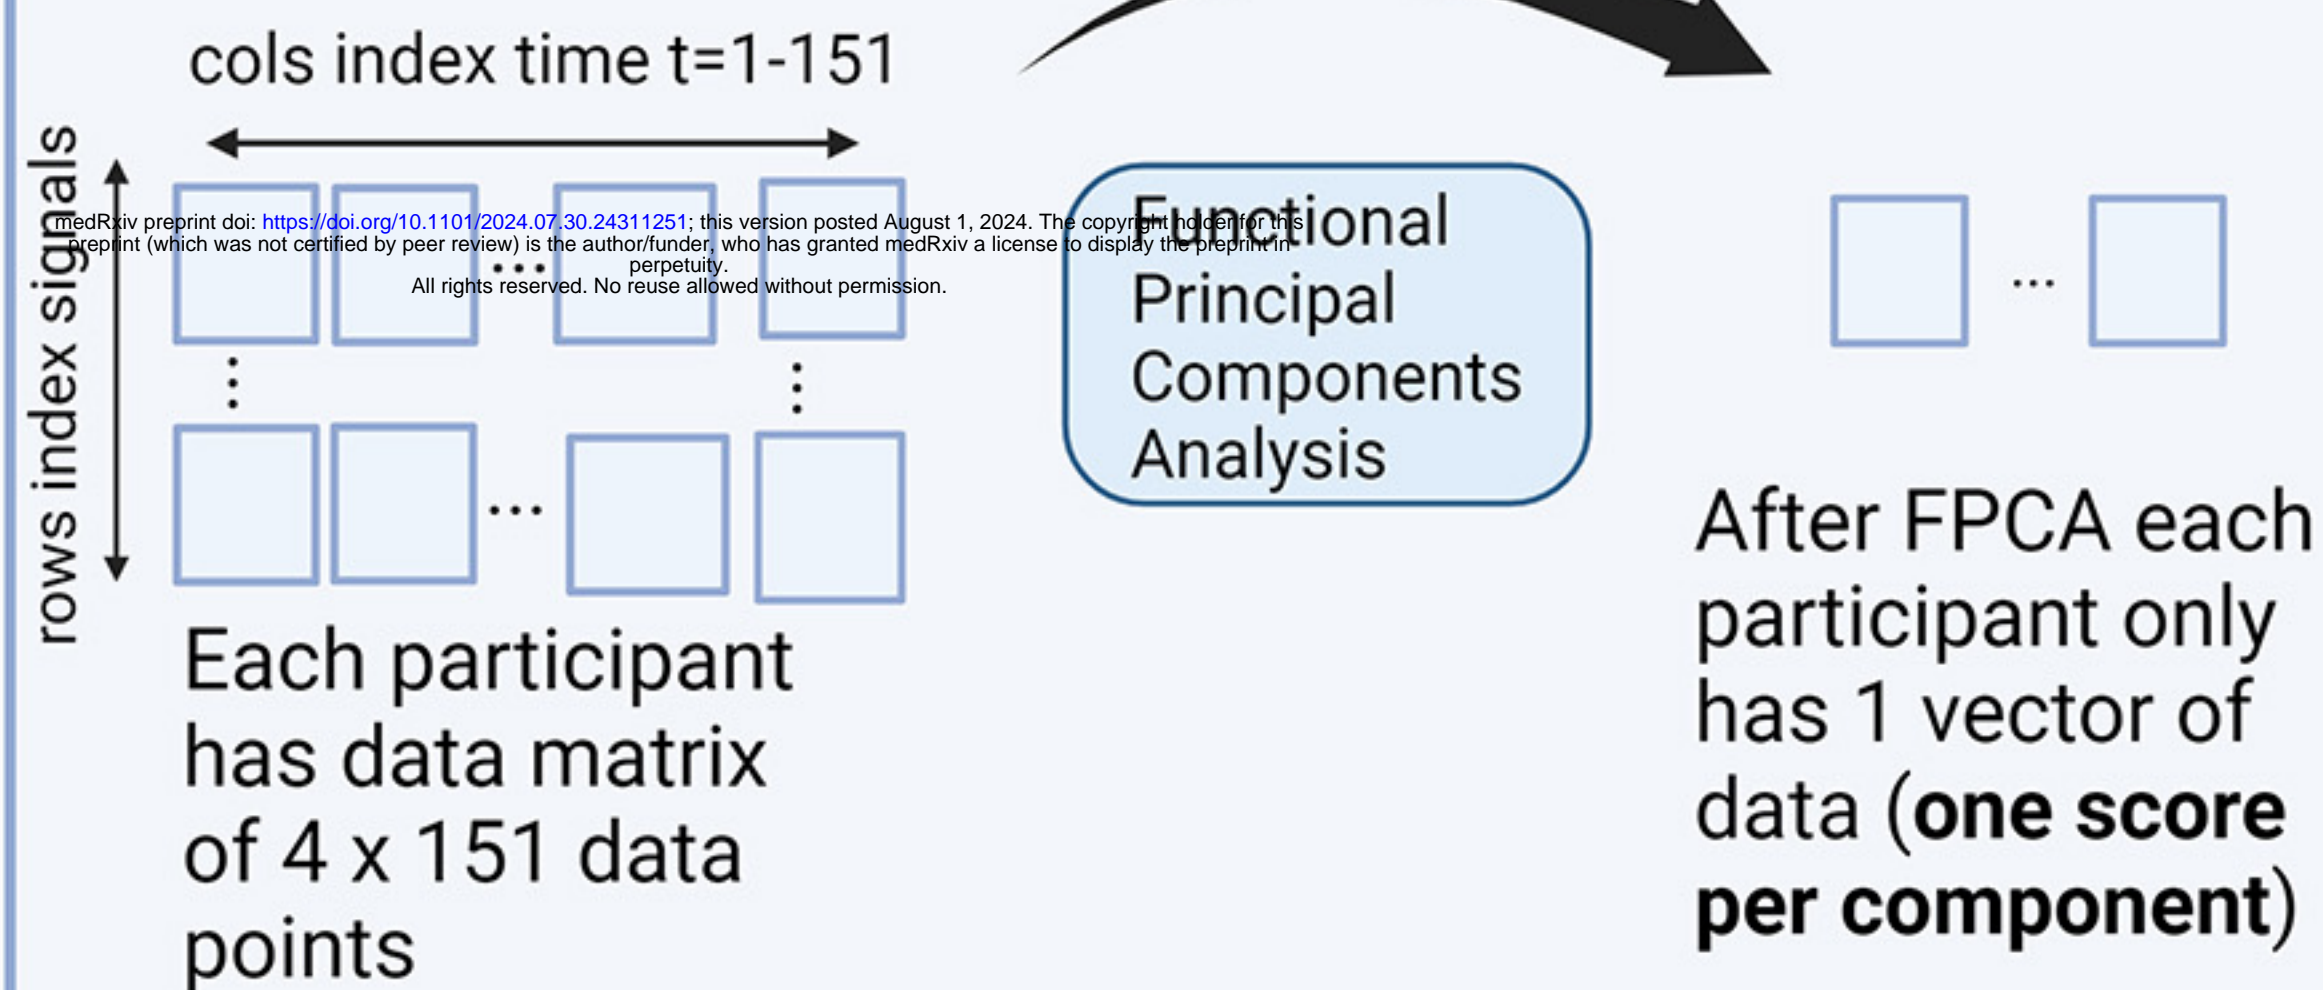 cols index time t=1-151
rows index signals
medRxiv preprint doi: https://doi.org/10.1101/2024.07.30.24311251; this version posted August 1, 2024. The copyright holder for this
preprint (which was not certified by peer review) is the author/funder, who has granted medRxiv a license to display the preprint in
perpetuity.
All rights reserved. No reuse allowed without permission.
...
...
...
Functional
Principal
Components
Analysis
...
...
...
Each participant
has data matrix
of 4 x 151 data
points
After FPCA each
participant only
has 1 vector of
data (one score
per component)